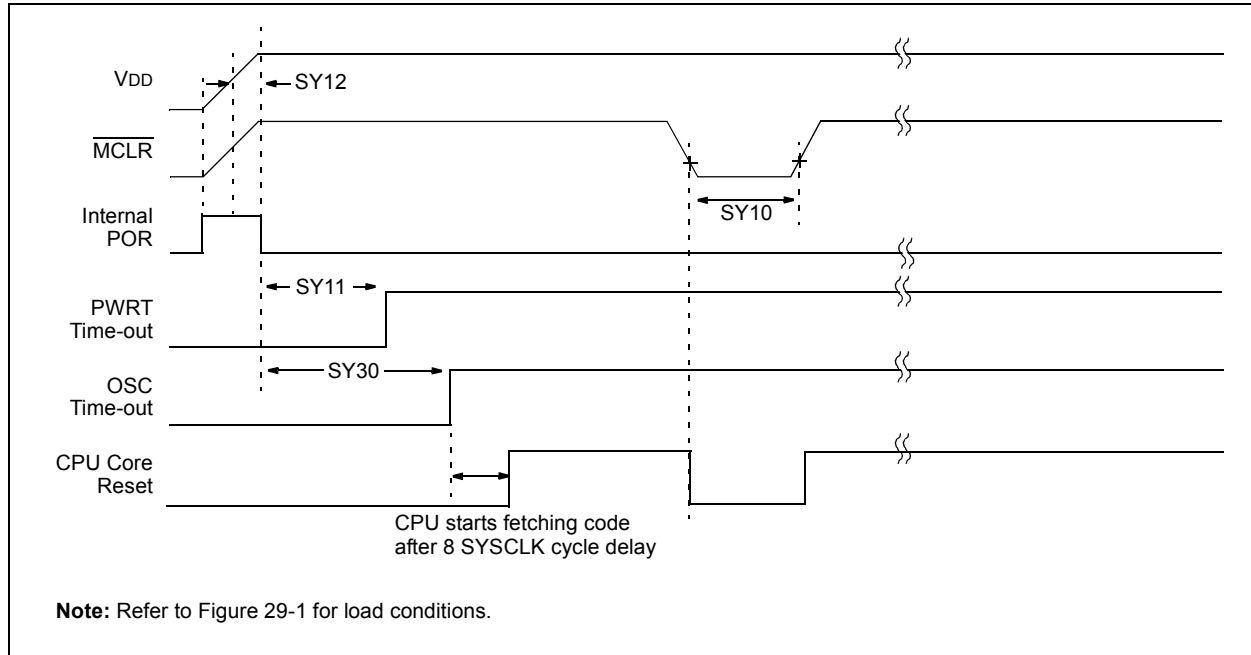 VDD
SY12
MCLR
SY10
Internal
POR
SY11
PWRT
Time-out
SY30
OSC
Time-out
CPU Core
Reset
CPU starts fetching code
after 8 SYSCLK cycle delay
Note: Refer to Figure 29-1 for load conditions.